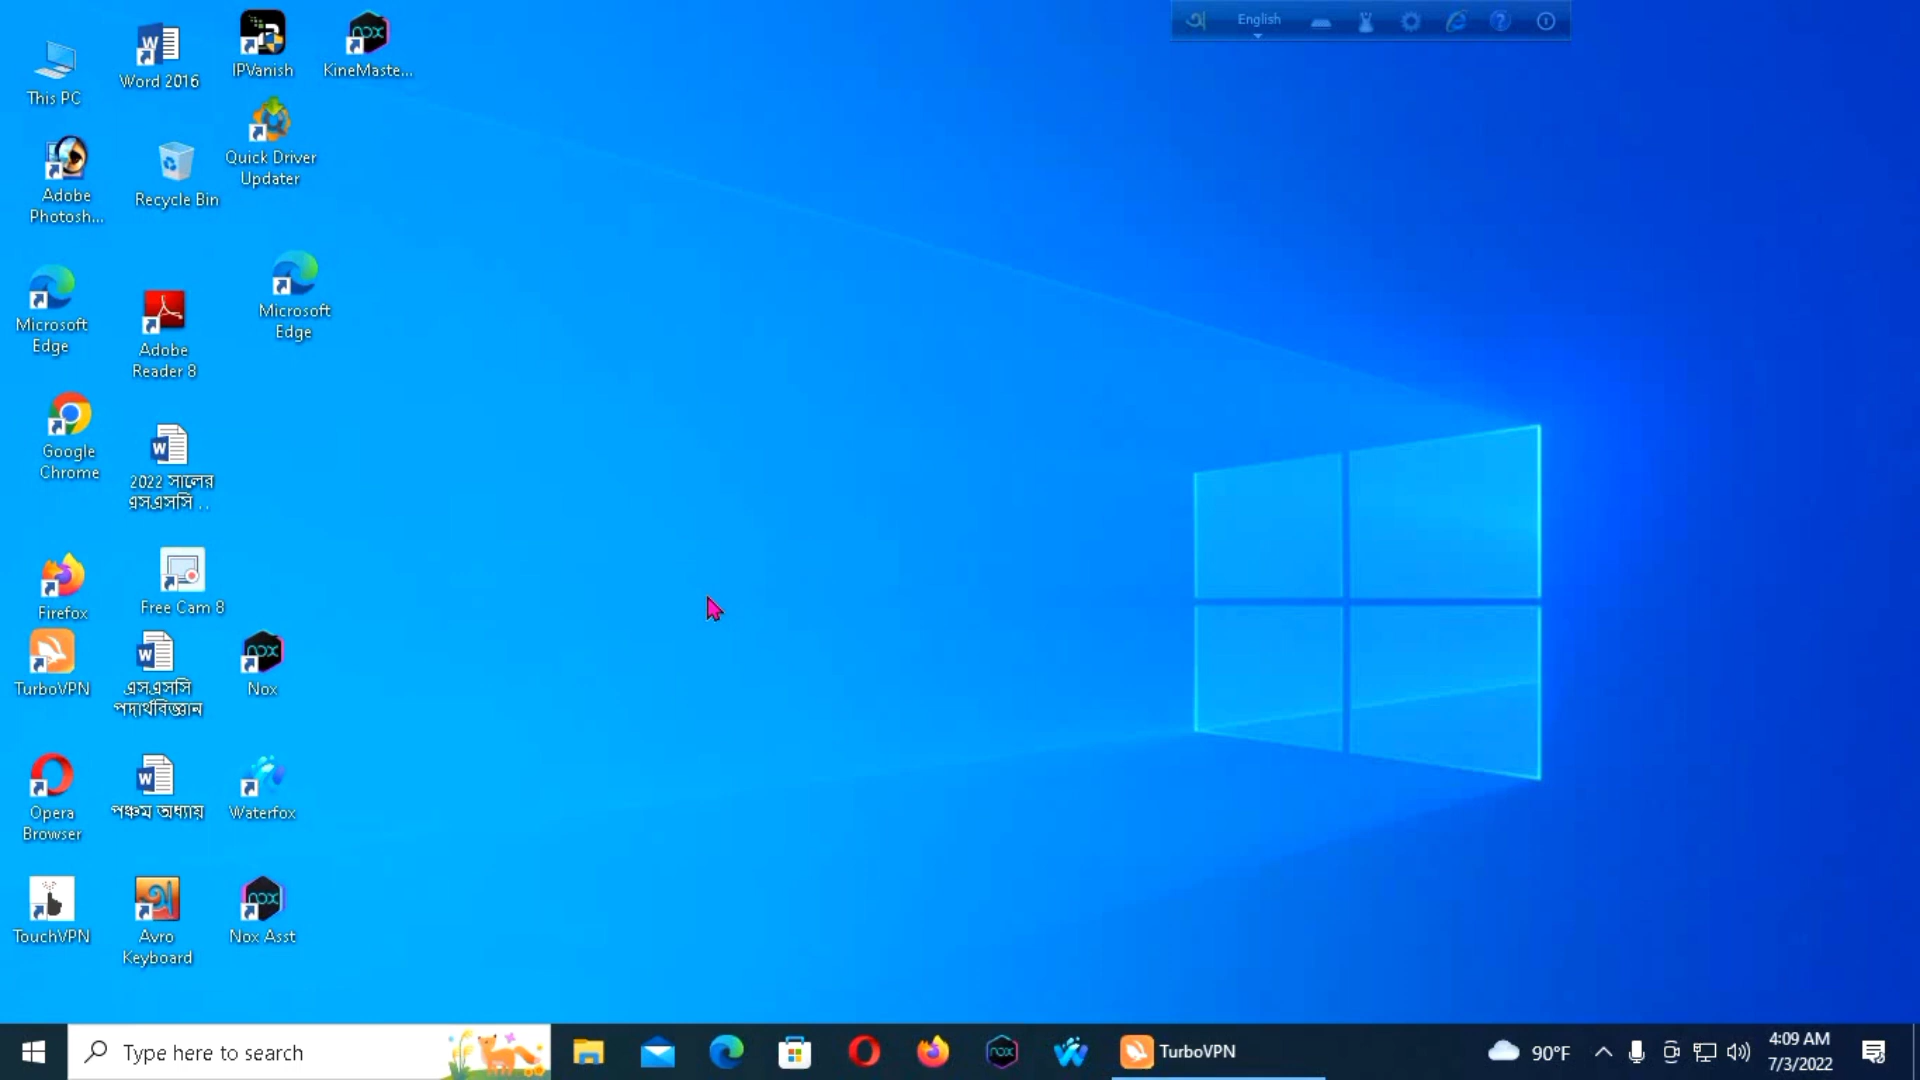 English
This PC
Word 2016
IPVanish
KineMaste...
Adobe
Photosh...
Recycle Bin
Quick Driver
Updater
Microsoft
Edge
Adobe
Reader 8
Microsoft
Edge
Google
Chrome
2022 সালের
এসএসসি ...
Firefox
Free Cam 8
TurboVPN
এসএসসি
পদার্থবিজ্ঞান
nox
Nox
Opera
Browser
পঞ্চম অধ্যায়
Waterfox
TouchVPN
Avro
Keyboard
Nox Asst
Type here to search
TurboVPN
90°F
4:09 AM
7/3/2022